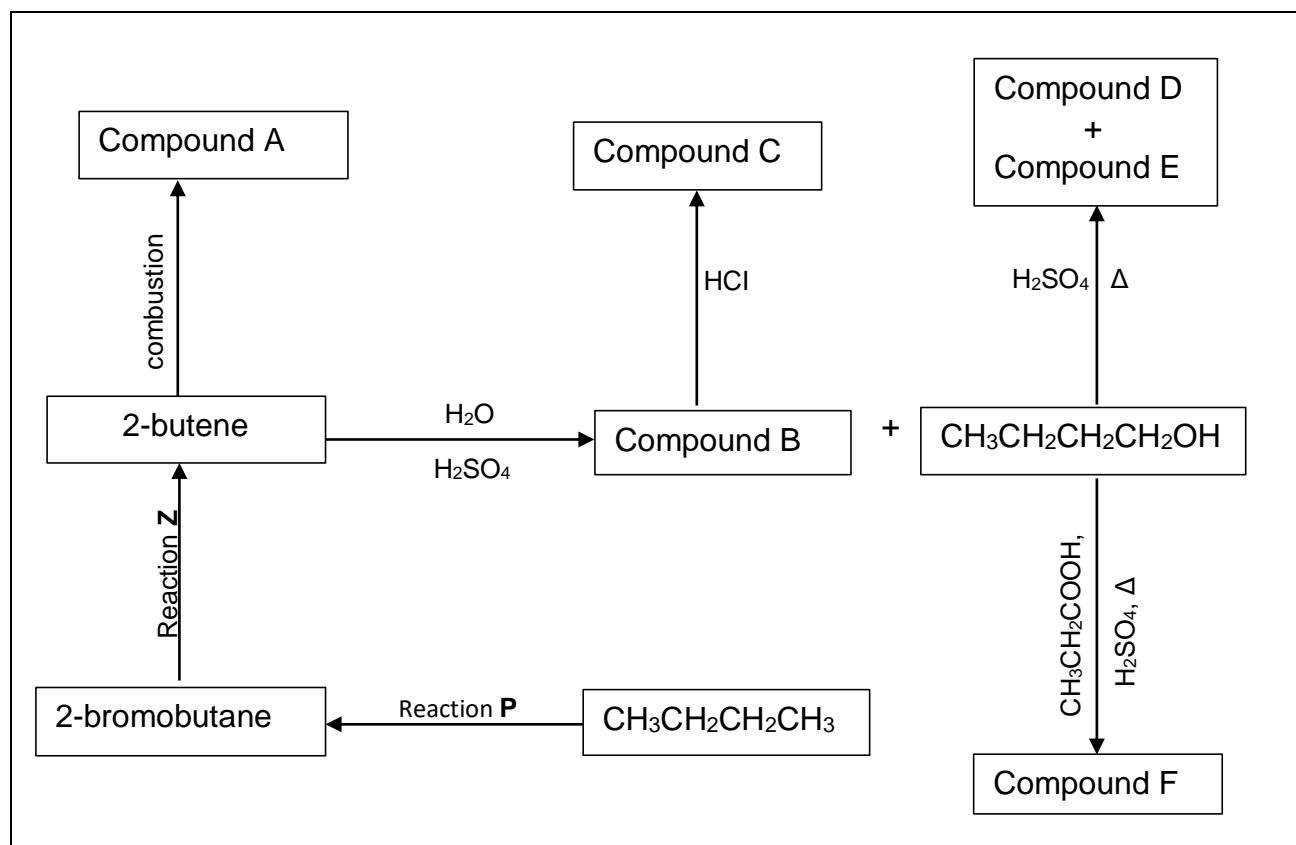 Compound A
Compound C
Compound D
+
Compound E
combustion
HCl
H₂SO₄ Δ
2-butene
H₂O
H₂SO₄
Compound B
+
CH₃CH₂CH₂CH₂OH
Reaction Z
CH₃CH₂COOH,
H₂SO₄, Δ
2-bromobutane
Reaction P
CH₃CH₂CH₂CH₃
Compound F